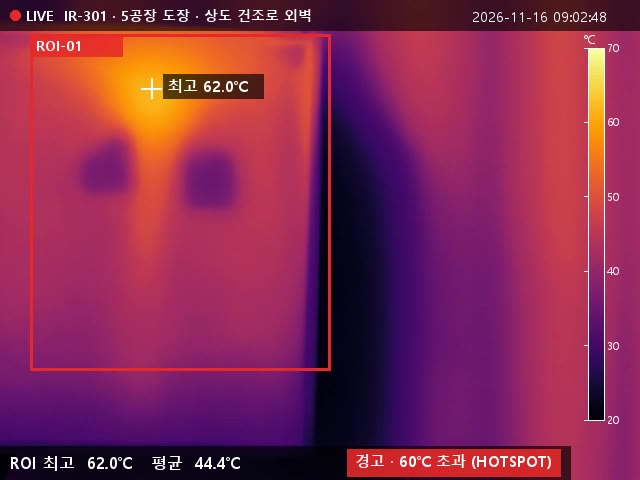 LIVE IR-301 · 5공장 도장 · 상도 건조로 외벽
2026-11-16 09:02:48
ROI-01
최고 62.0℃
℃
70
60
50
40
30
20
ROI 최고 62.0℃ 평균 44.4℃
경고 · 60℃ 초과 (HOTSPOT)